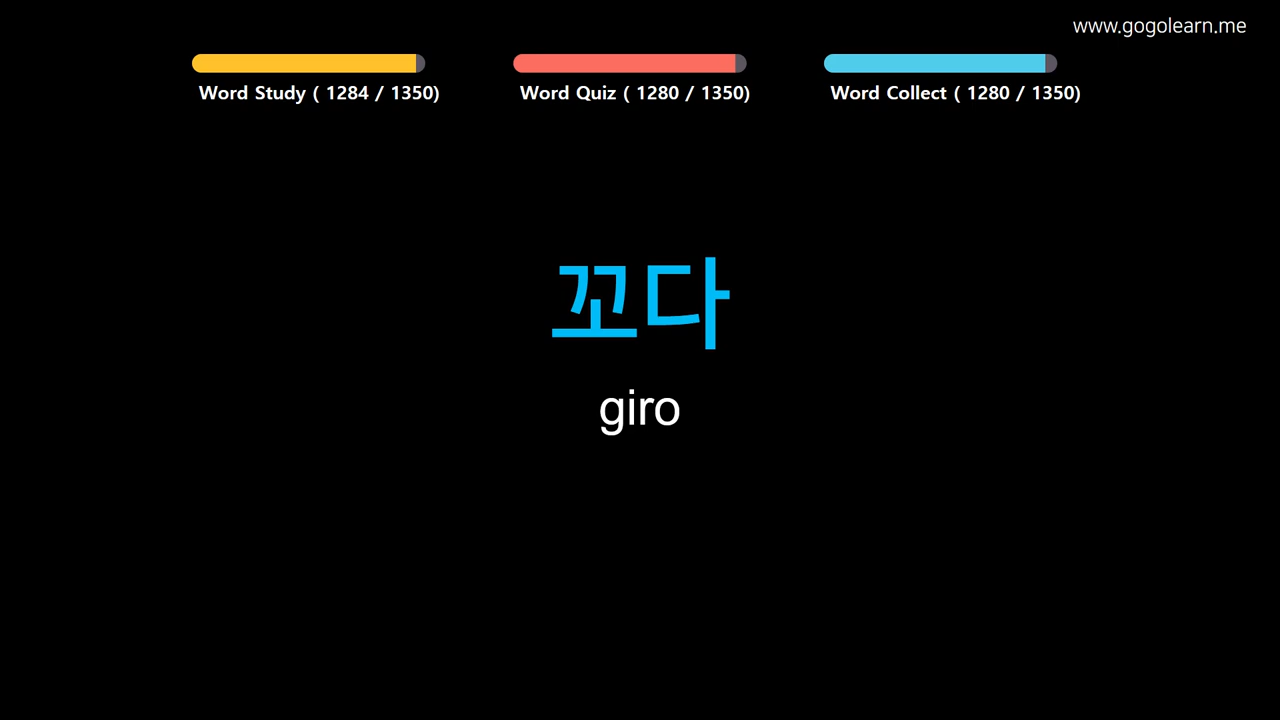 www.gogolearn.me
Word Study ( 1284 / 1350)
Word Quiz ( 1280 / 1350)
Word Collect ( 1280 / 1350)
꼬다
giro